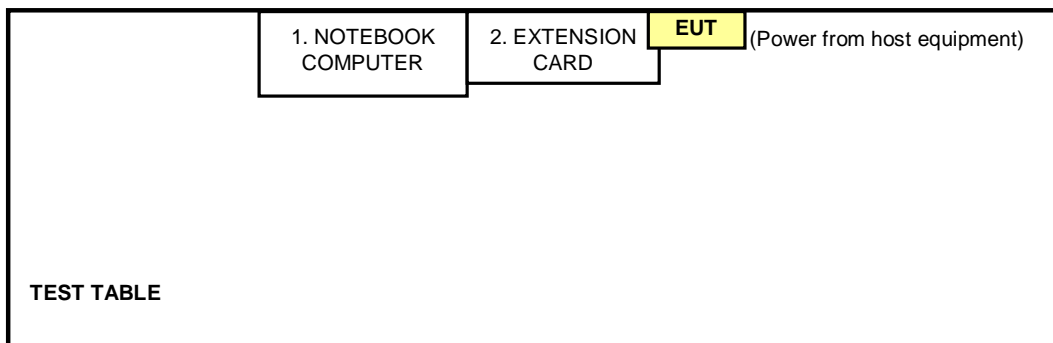 1. NOTEBOOK
COMPUTER
2. EXTENSION
CARD
EUT
(Power from host equipment)
TEST TABLE